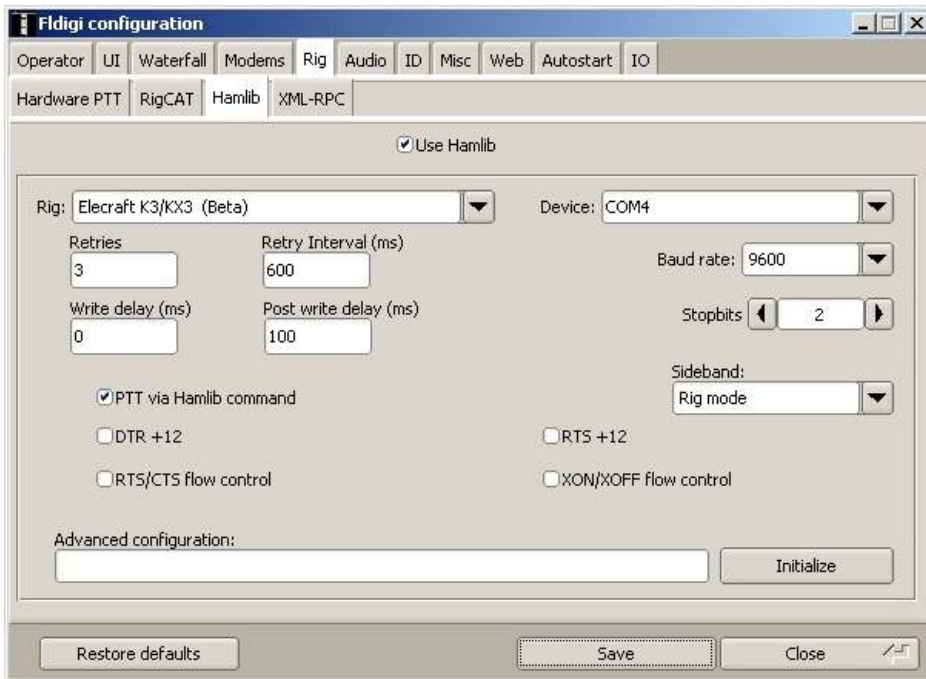 Fldigi configuration
Operator UI Waterfall Modems Rig Audio ID Misc Web Autostart IO
Hardware PTT RigCAT Hamlib XML-RPC
Use Hamlib
Rig: Elecraft K3/KX3 (Beta) Device: COM4
Retries Retry Interval (ms)
3 600 Baud rate: 9600
Write delay (ms) Post write delay (ms)
0 100 Stopbits 2
Sideband:
PTT via Hamlib command Rig mode
DTR +12 RTS +12
RTS/CTS flow control XON/XOFF flow control
Advanced configuration:
Initialize
Restore defaults Save Close